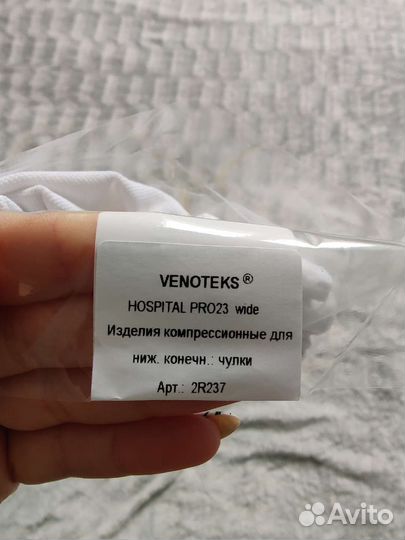 VENOTEKS®
HOSPITAL PRO23 wide
Изделия компрессионные для
ниж. конечн.: чулки
Арт.: 2R237
Avito